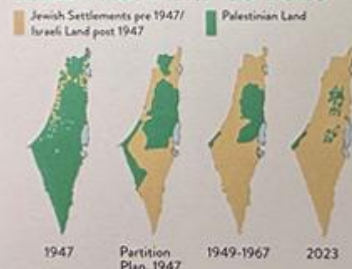 Jewish Settlements pre 1947/
Israeli Land post 1947
Palestinian Land
1947
Partition
Plan, 1947
1949-1967
2023